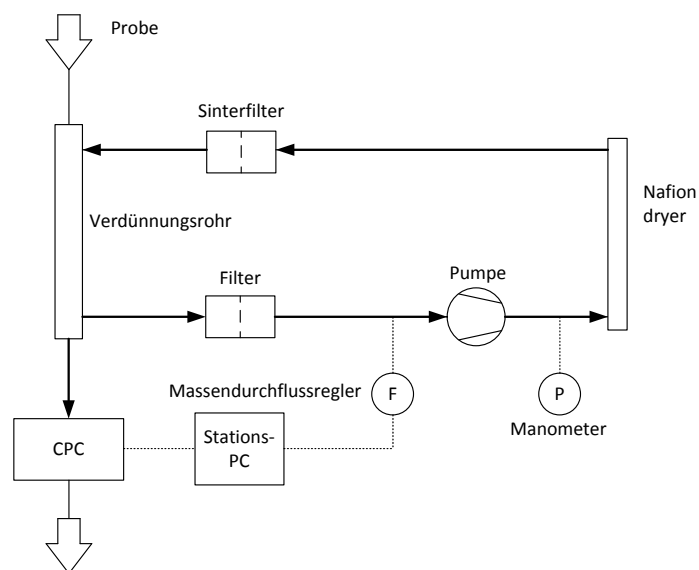 Probe
Sinterfilter
Nafion
dryer
Verdünnungsrohr
Filter
Pumpe
Massendurchflussregler
F
P
Manometer
CPC
Stations-
PC